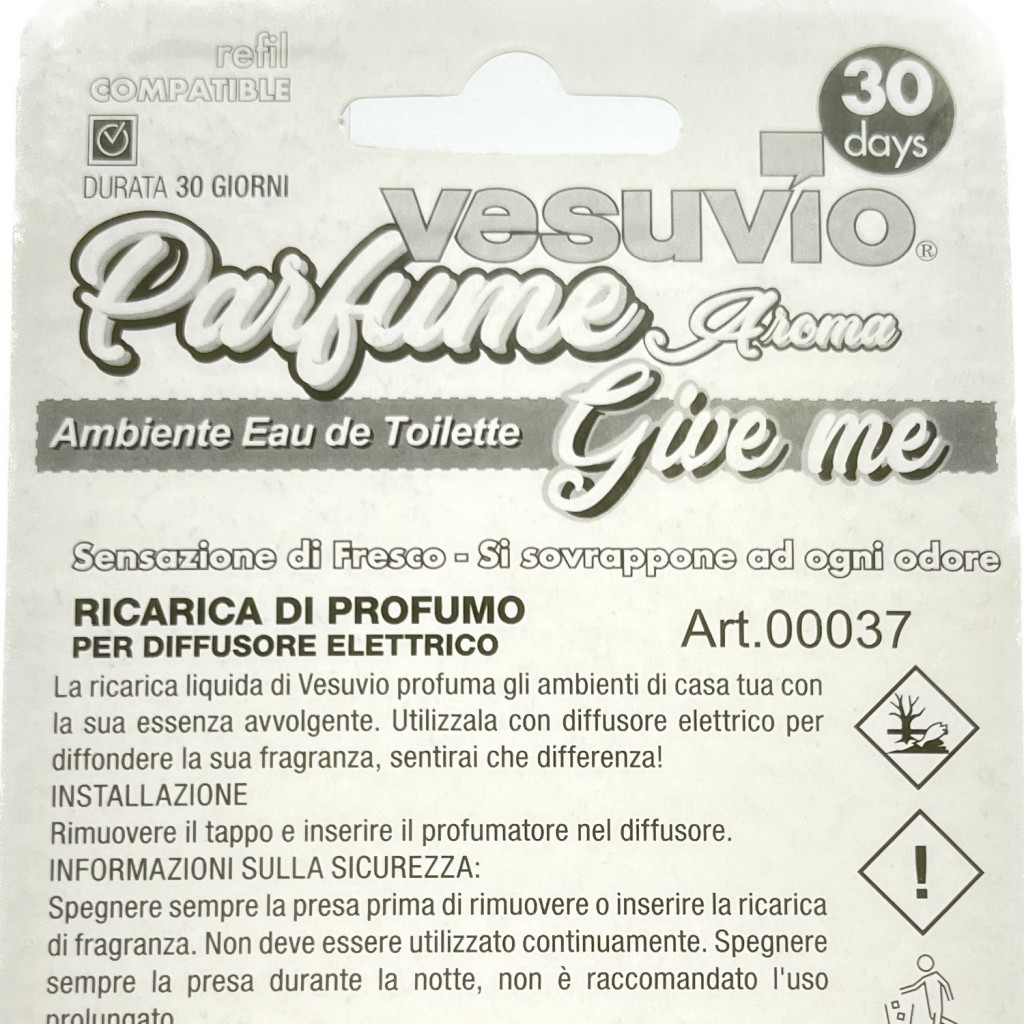 refil
COMPATIBLE
30
days
DURATA 30 GIORNI
vesuvio®
Parfume Aroma
Ambiente Eau de Toilette Give me
Sensazione di Fresco - Si sovrappone ad ogni odore
RICARICA DI PROFUMO
PER DIFFUSORE ELETTRICO
Art.00037
La ricarica liquida di Vesuvio profuma gli ambienti di casa tua con
la sua essenza avvolgente. Utilizzala con diffusore elettrico per
diffondere la sua fragranza, sentirai che differenza!
INSTALLAZIONE
Rimuovere il tappo e inserire il profumatore nel diffusore.
INFORMAZIONI SULLA SICUREZZA:
Spegnere sempre la presa prima di rimuovere o inserire la ricarica
di fragranza. Non deve essere utilizzato continuamente. Spegnere
sempre la presa durante la notte, non è raccomandato l'uso
prolungato